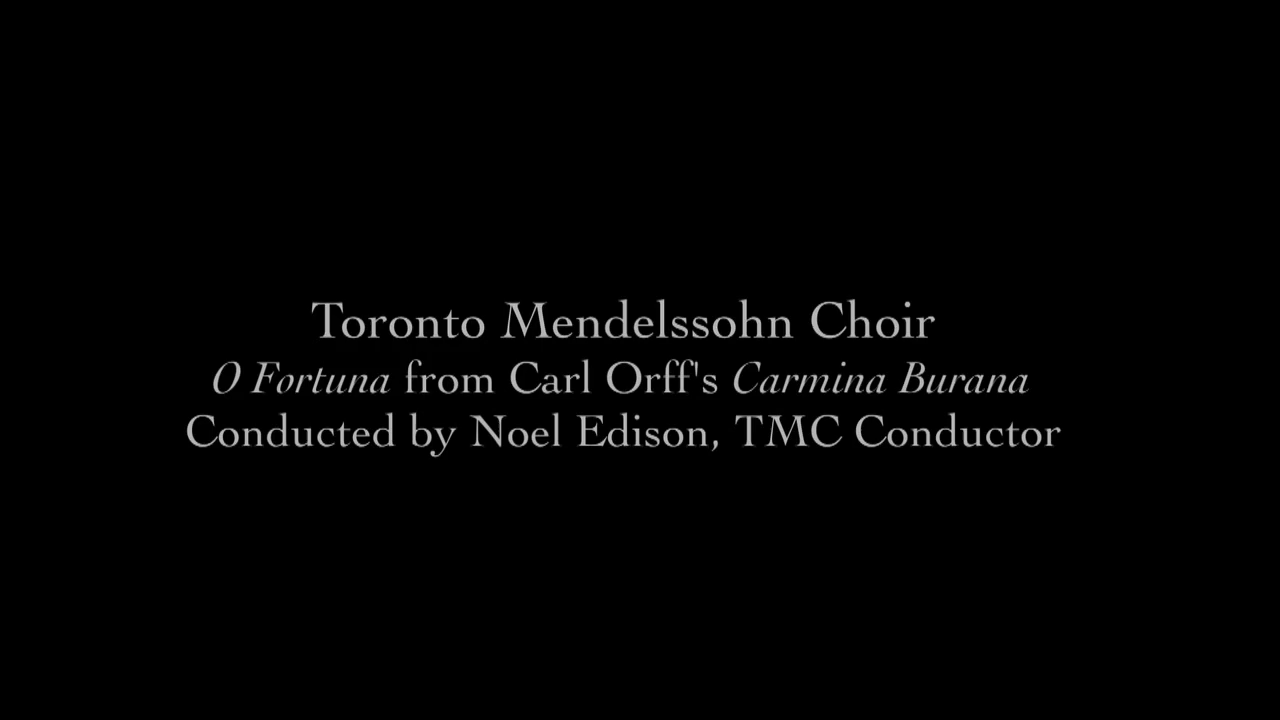 Toronto Mendelssohn Choir
O Fortuna from Carl Orff's Carmina Burana
Conducted by Noel Edison, TMC Conductor